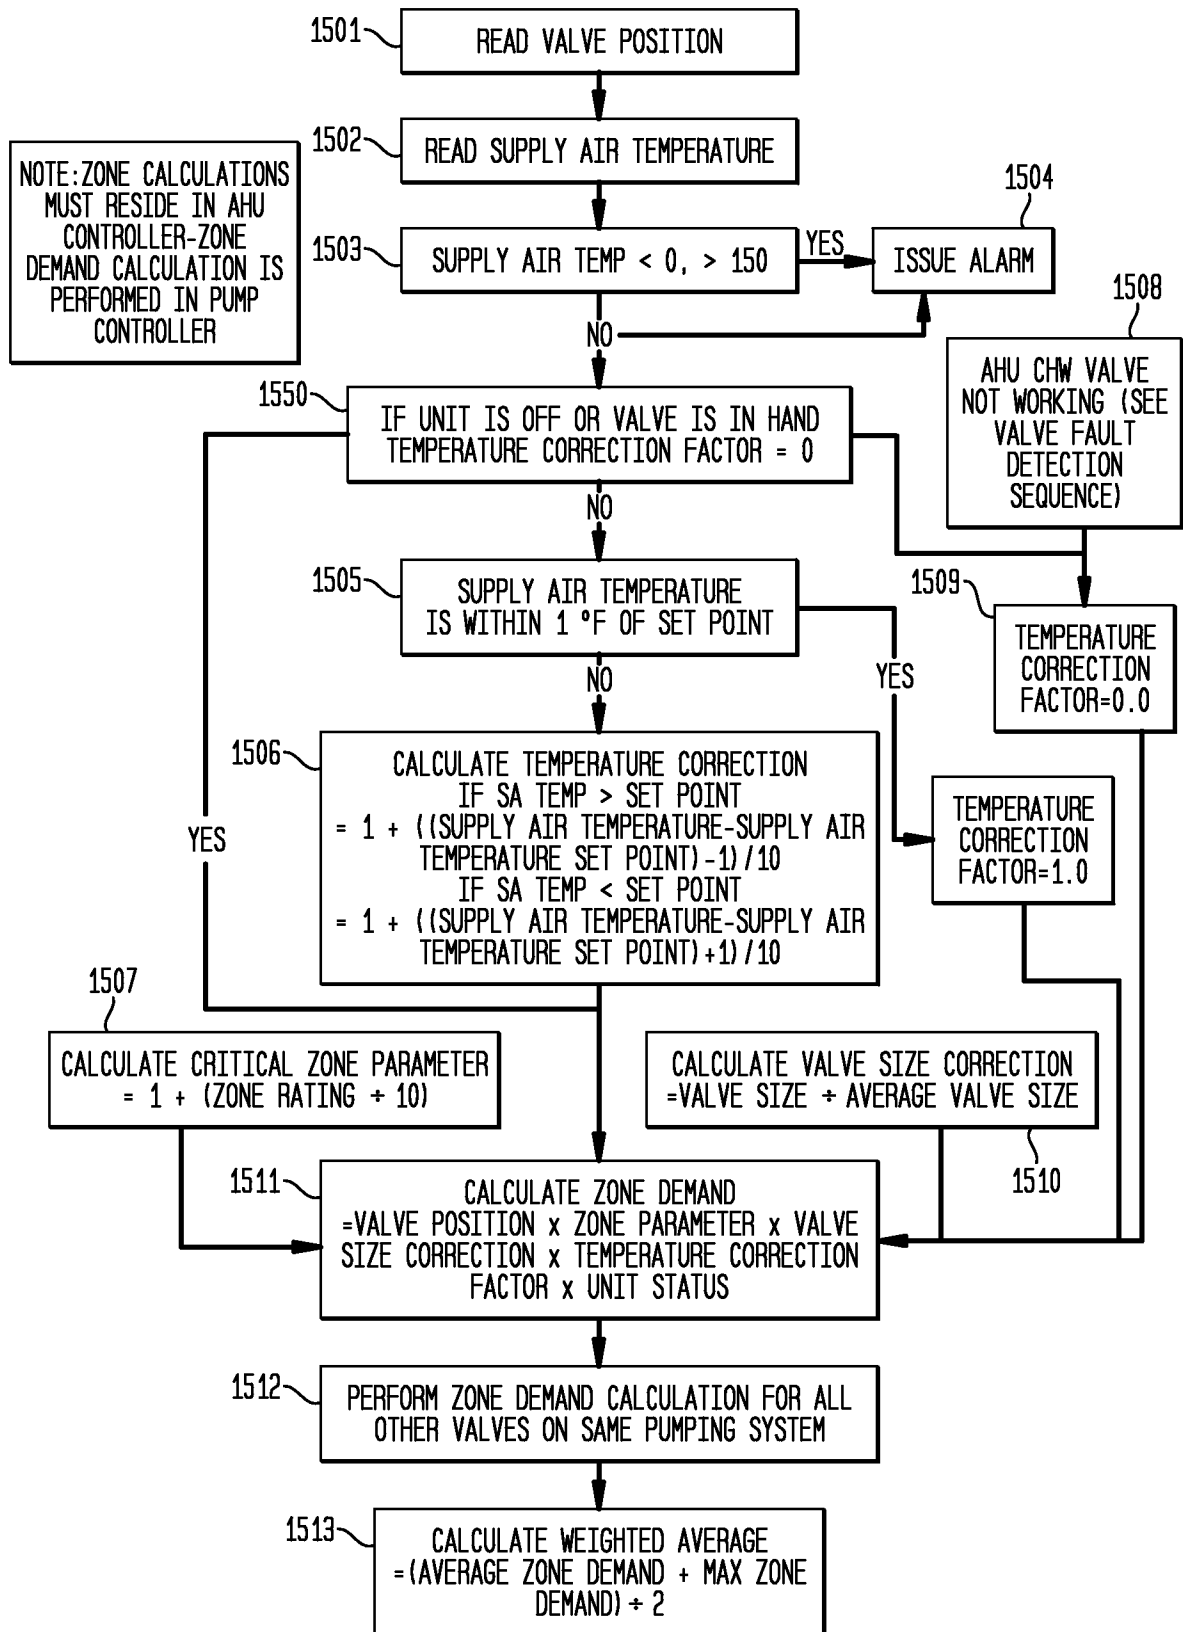 1501
READ VALVE POSITION
1502
READ SUPPLY AIR TEMPERATURE
NOTE:ZONE CALCULATIONS
MUST RESIDE IN AHU
CONTROLLER-ZONE
DEMAND CALCULATION IS
PERFORMED IN PUMP
CONTROLLER
1503
SUPPLY AIR TEMP < 0, > 150
YES
1504
ISSUE ALARM
NO
1508
AHU CHW VALVE
NOT WORKING (SEE
VALVE FAULT
DETECTION
SEQUENCE)
1550
IF UNIT IS OFF OR VALVE IS IN HAND
TEMPERATURE CORRECTION FACTOR = 0
NO
1505
SUPPLY AIR TEMPERATURE
IS WITHIN 1 °F OF SET POINT
1509
TEMPERATURE
CORRECTION
FACTOR=0.0
NO
YES
1506
CALCULATE TEMPERATURE CORRECTION
IF SA TEMP > SET POINT
= 1 + ((SUPPLY AIR TEMPERATURE-SUPPLY AIR
TEMPERATURE SET POINT)-1)/10
IF SA TEMP < SET POINT
= 1 + ((SUPPLY AIR TEMPERATURE-SUPPLY AIR
TEMPERATURE SET POINT)+1)/10
YES
TEMPERATURE
CORRECTION
FACTOR=1.0
1507
CALCULATE CRITICAL ZONE PARAMETER
= 1 + (ZONE RATING ÷ 10)
CALCULATE VALVE SIZE CORRECTION
=VALVE SIZE ÷ AVERAGE VALVE SIZE
1510
1511
CALCULATE ZONE DEMAND
=VALVE POSITION x ZONE PARAMETER x VALVE
SIZE CORRECTION x TEMPERATURE CORRECTION
FACTOR x UNIT STATUS
1512
PERFORM ZONE DEMAND CALCULATION FOR ALL
OTHER VALVES ON SAME PUMPING SYSTEM
1513
CALCULATE WEIGHTED AVERAGE
=(AVERAGE ZONE DEMAND + MAX ZONE
DEMAND) ÷ 2